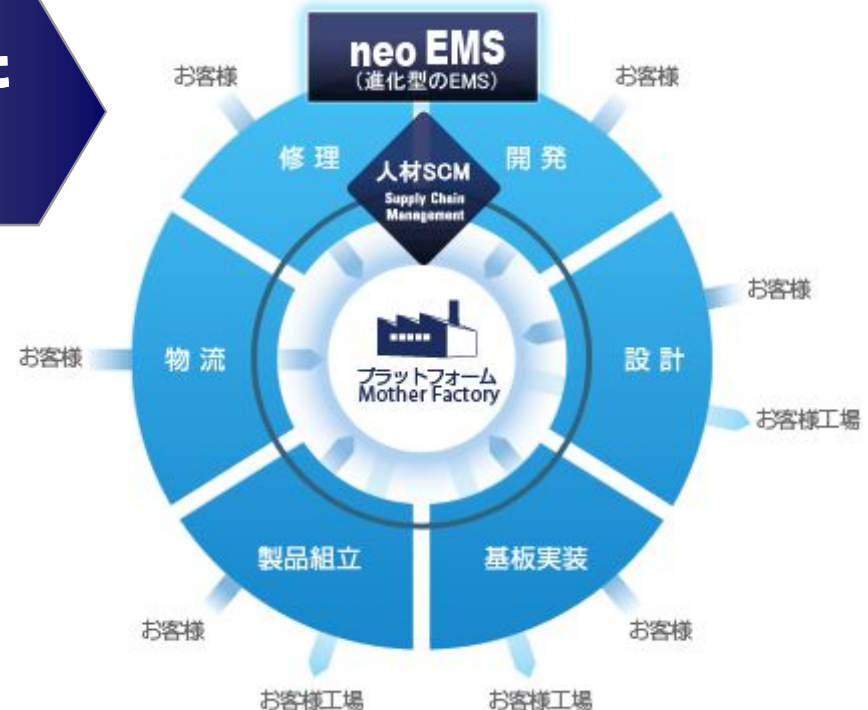 と
neo EMS
（進化型のEMS）
お客様
お客様
修理
人材SCM
Supply Chain
Management
開発
お客様
お客様
物流
プラットフォーム
Mother Factory
設計
お客様工場
製品組立
基板実装
お客様
お客様
お客様工場
お客様工場